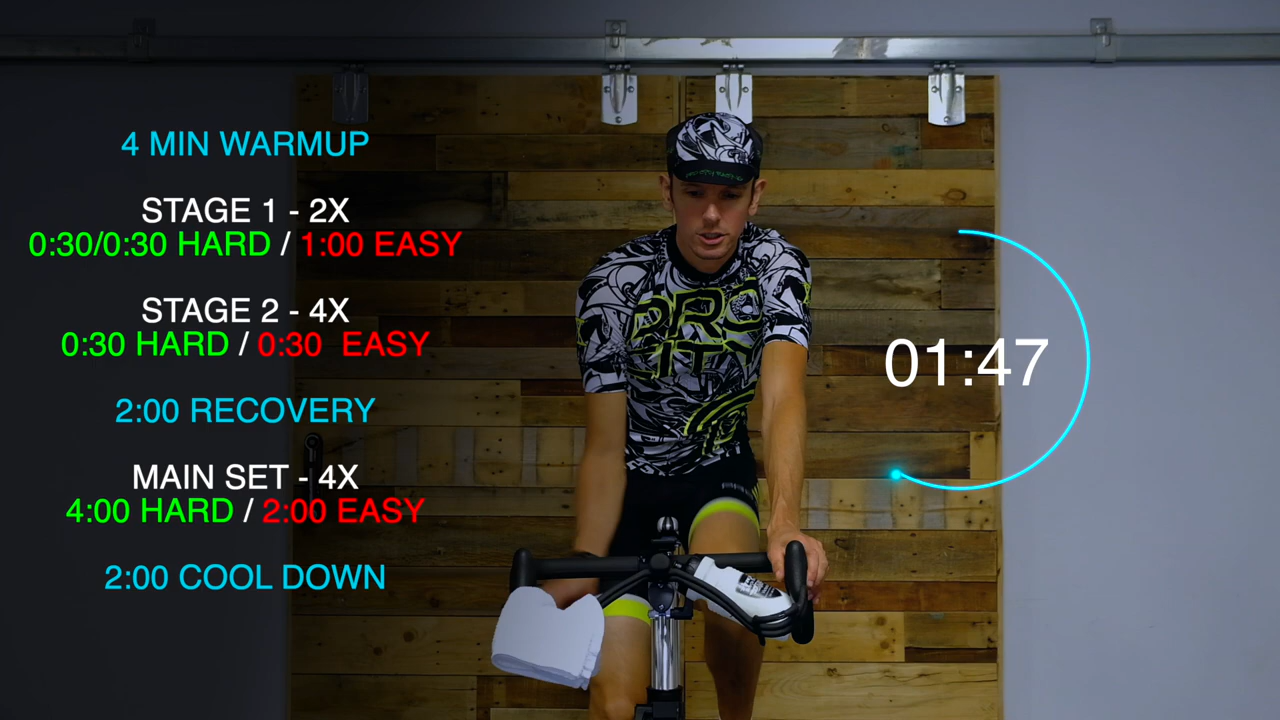 4 MIN WARMUP
STAGE 1 - 2X
0:30/0:30 HARD / 1:00 EASY
STAGE 2 - 4X
0:30 HARD / 0:30 EASY
2:00 RECOVERY
MAIN SET - 4X
4:00 HARD / 2:00 EASY
2:00 COOL DOWN
01:47